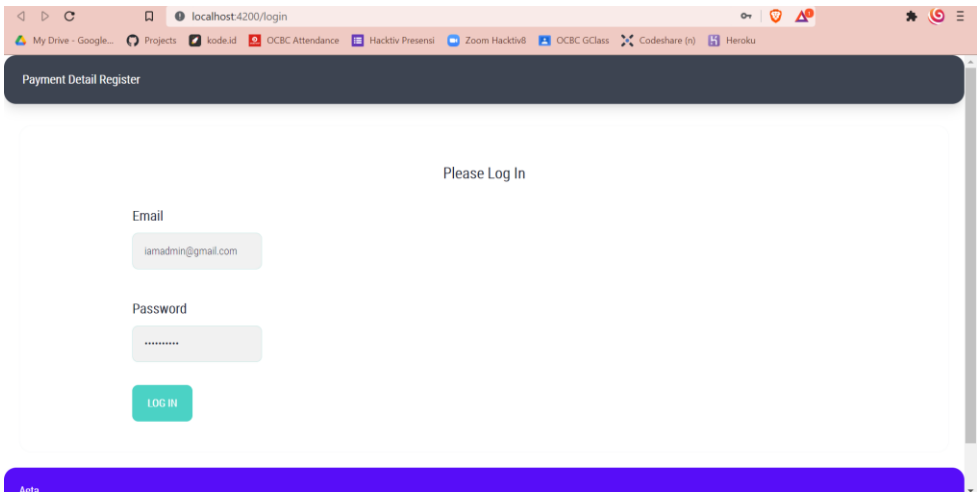 localhost:4200/login
My Drive - Google... Projects kode.id OCBC Attendance Hacktiv Presensi Zoom Hacktiv8 OCBC GClass Codeshare (n) Heroku
Payment Detail Register
Please Log In
Email
iamadmin@gmail.com
Password
••••••••••
LOG IN
Aeta